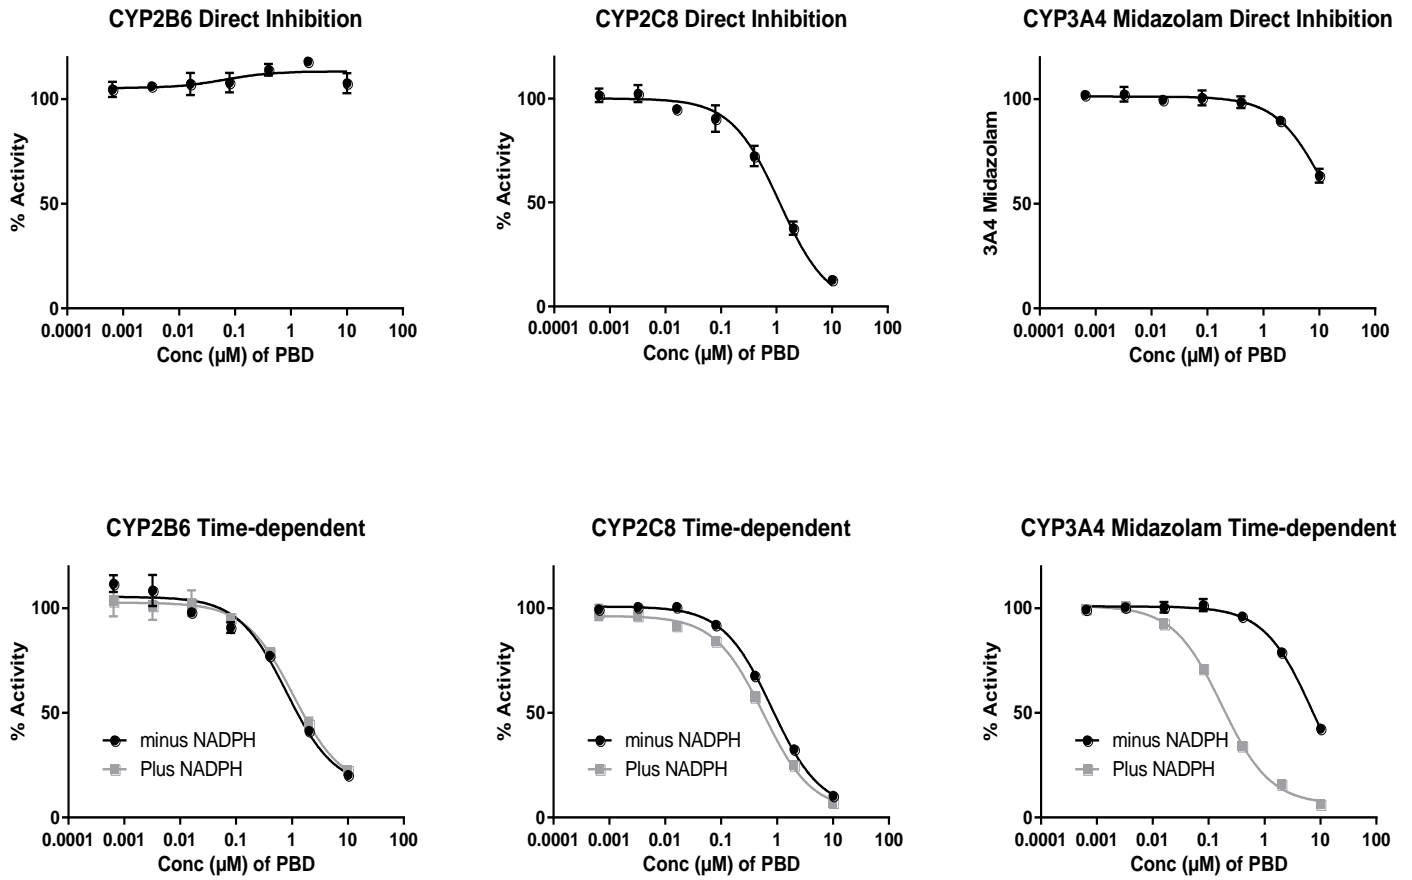 CYP2B6 Direct Inhibition
% Activity
100
50
0
0.0001 0.001 0.01 0.1 1 10 100
Conc (µM) of PBD
CYP2C8 Direct Inhibition
% Activity
100
50
0
0.0001 0.001 0.01 0.1 1 10 100
Conc (µM) of PBD
CYP3A4 Midazolam Direct Inhibition
3A4 Midazolam
100
50
0
0.0001 0.001 0.01 0.1 1 10 100
Conc (µM) of PBD
CYP2B6 Time-dependent
% Activity
100
50
0
minus NADPH
Plus NADPH
0.0001 0.001 0.01 0.1 1 10 100
Conc (µM) of PBD
CYP2C8 Time-dependent
% Activity
100
50
0
minus NADPH
Plus NADPH
0.0001 0.001 0.01 0.1 1 10 100
Conc (µM) of PBD
CYP3A4 Midazolam Time-dependent
% Activity
100
50
0
minus NADPH
Plus NADPH
0.0001 0.001 0.01 0.1 1 10 100
Conc (µM) of PBD